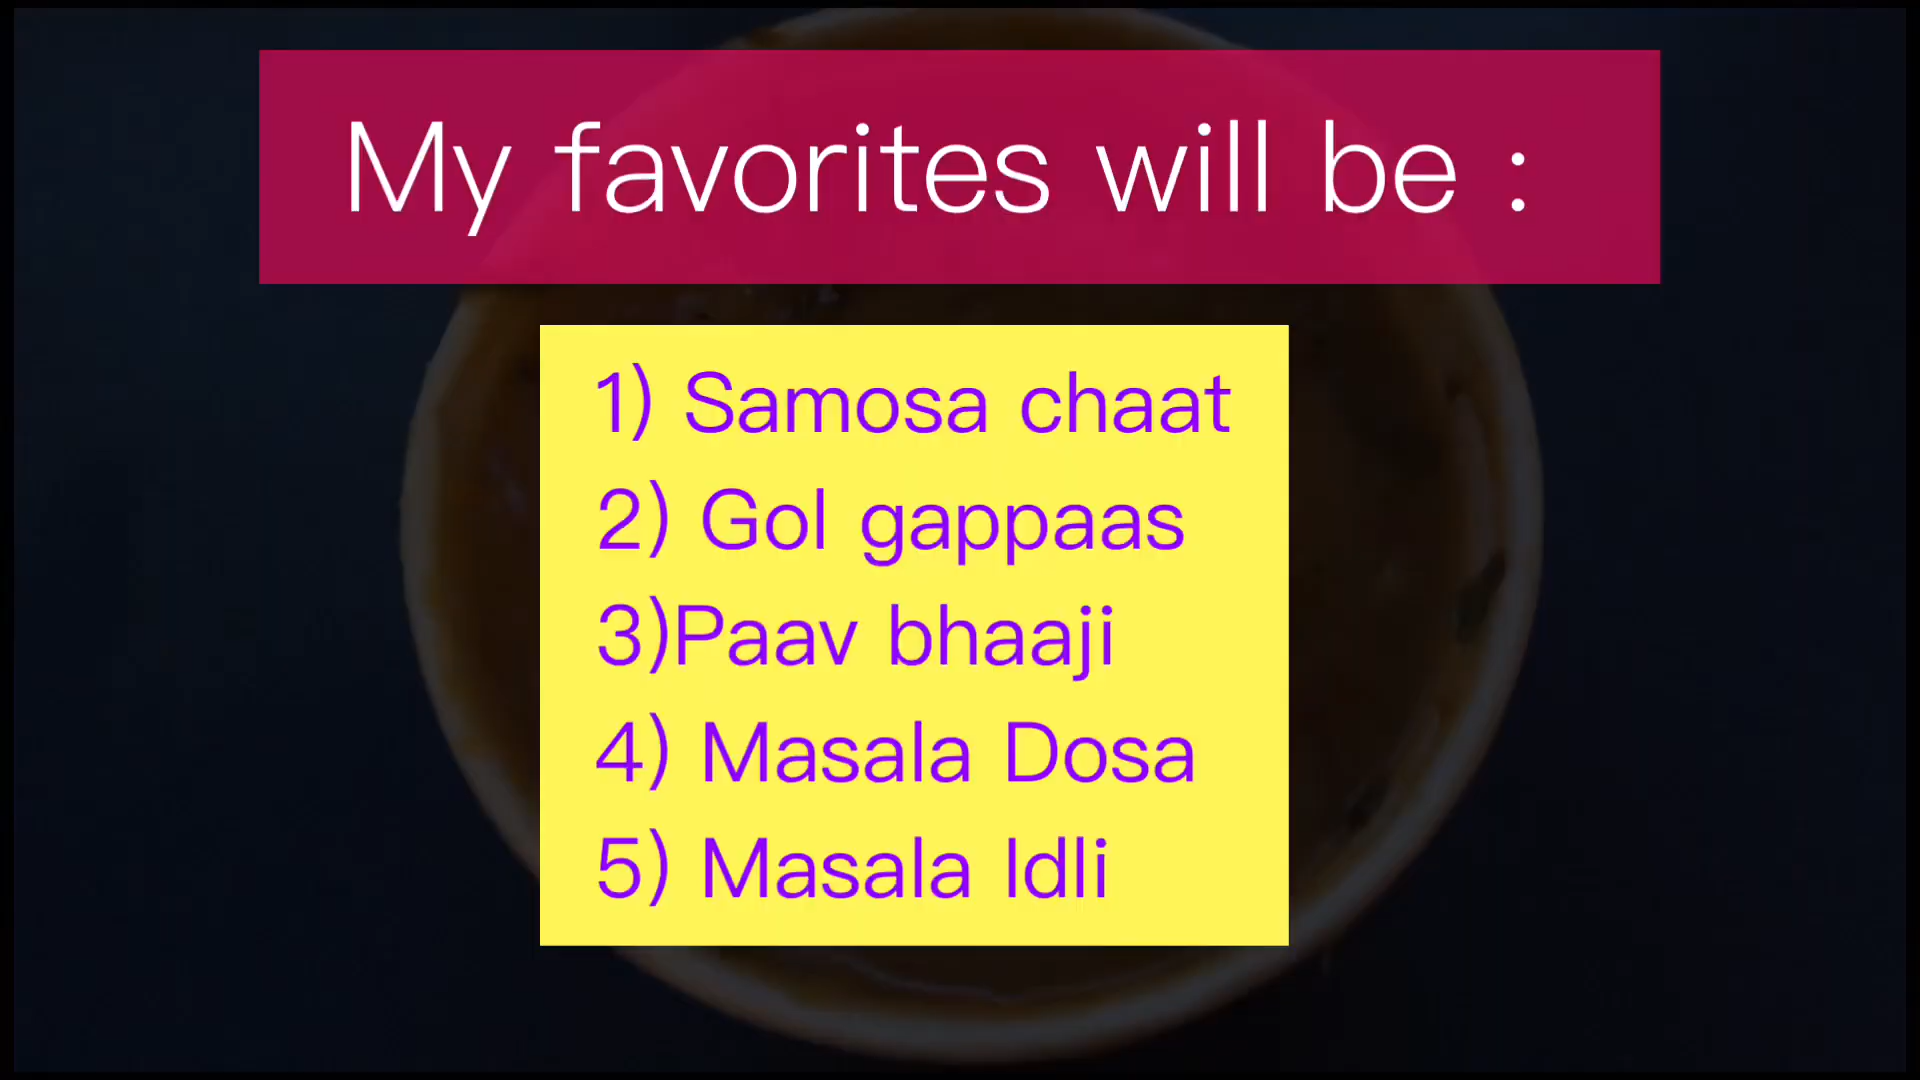 My favorites will be :
1) Samosa chaat
2) Gol gappaas
3)Paav bhaaji
4) Masala Dosa
5) Masala Idli